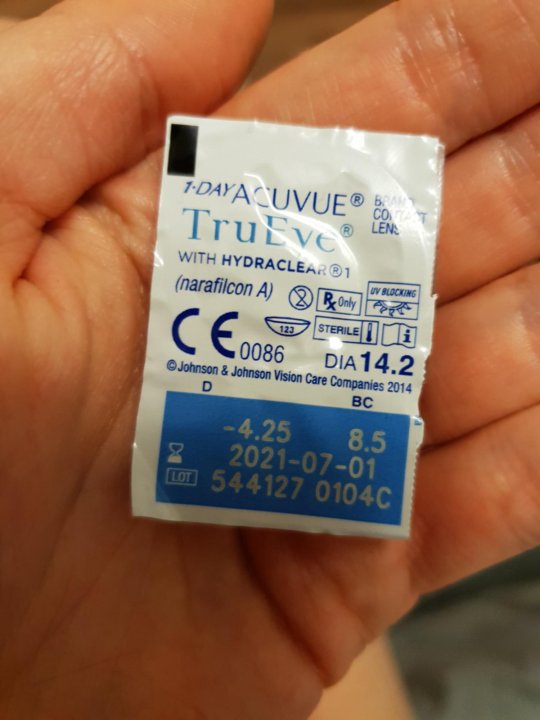 1·DAY ACUVUE® BRAND
CONTACT
LENS
TruEye®
WITH HYDRACLEAR®1
(narafilcon A) 2 Rx Only UV BLOCKING
123 STERILE i
CE 0086 DIA 14.2
©Johnson & Johnson Vision Care Companies 2014
D BC
-4.25 8.5
2021-07-01
LOT 544127 0104C